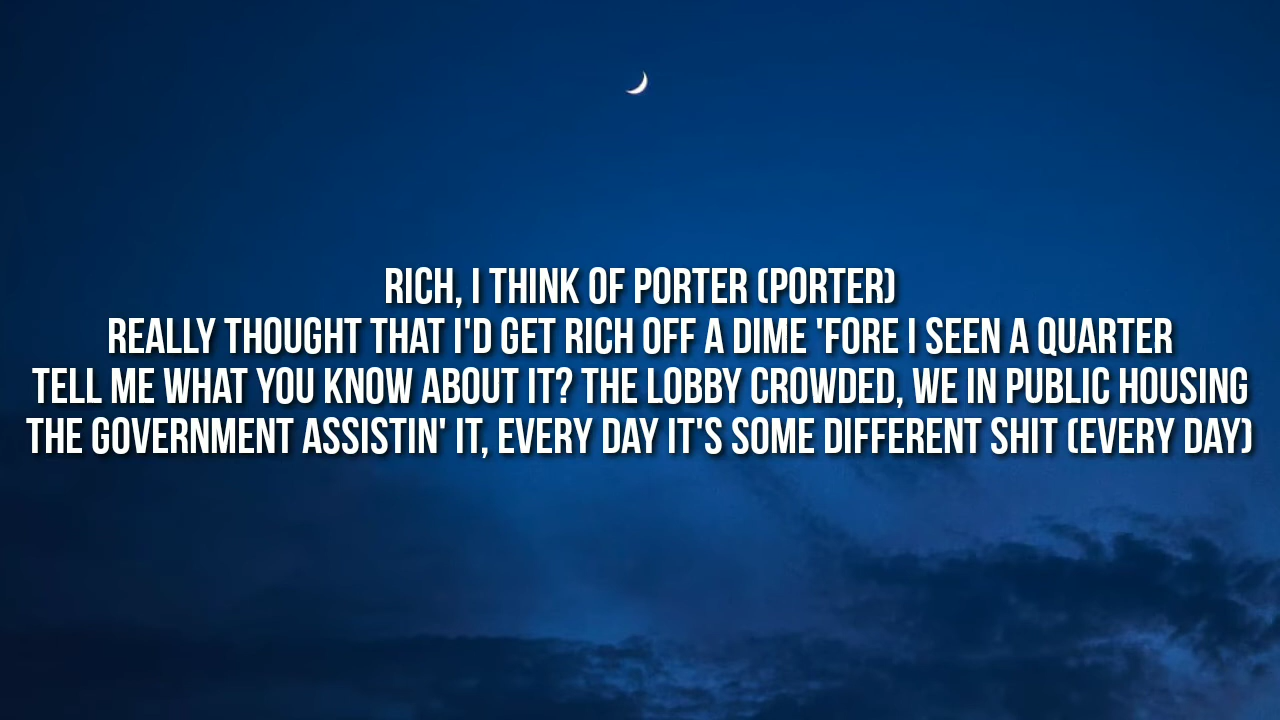 RICH, I THINK OF PORTER (PORTER)
REALLY THOUGHT THAT I'D GET RICH OFF A DIME 'FORE I SEEN A QUARTER
TELL ME WHAT YOU KNOW ABOUT IT? THE LOBBY CROWDED, WE IN PUBLIC HOUSING
THE GOVERNMENT ASSISTIN' IT, EVERY DAY IT'S SOME DIFFERENT SHIT (EVERY DAY)